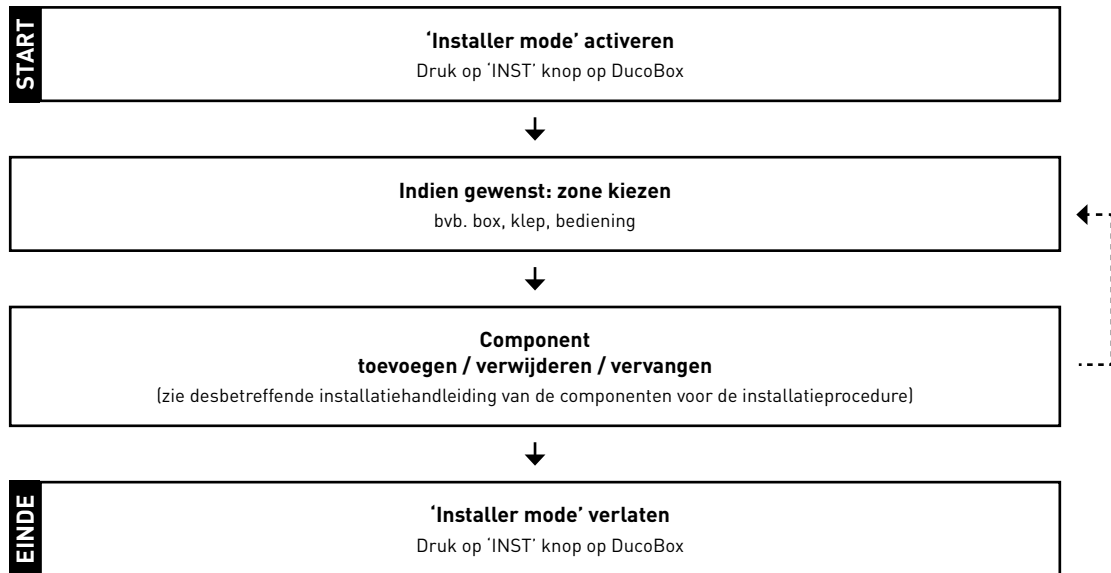 START
‘Installer mode’ activeren
Druk op ‘INST’ knop op DucoBox
Indien gewenst: zone kiezen
bvb. box, klep, bediening
Component
toevoegen / verwijderen / vervangen
(zie desbetreffende installatiehandleiding van de componenten voor de installatieprocedure)
EINDE
‘Installer mode’ verlaten
Druk op ‘INST’ knop op DucoBox